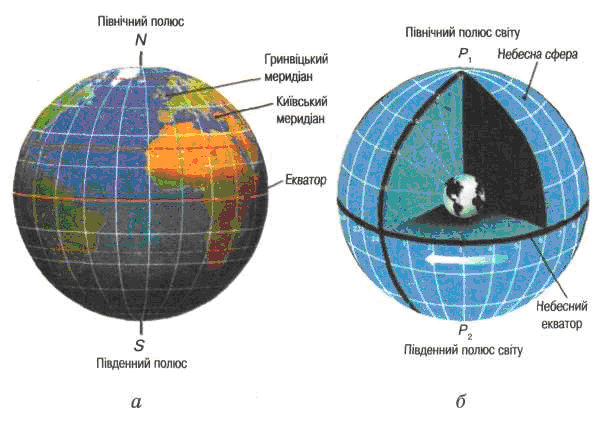 Північний полюс
N
Гринвіцький
меридіан
Київський
меридіан
Екватор
S
Південний полюс
а
Північний полюс світу
P1
Небесна сфера
Небесний
екватор
P2
Південний полюс світу
б